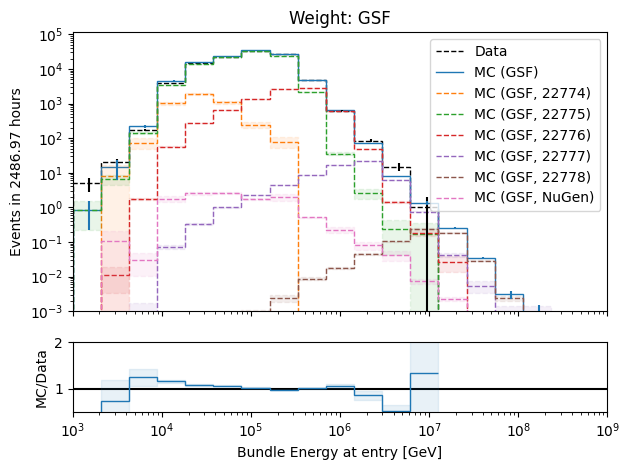 Weight: GSF
Events in 2486.97 hours
10^5
10^4
10^3
10^2
10^1
10^0
10^−1
10^−2
10^−3
Data
MC (GSF)
MC (GSF, 22774)
MC (GSF, 22775)
MC (GSF, 22776)
MC (GSF, 22777)
MC (GSF, 22778)
MC (GSF, NuGen)
MC/Data
2
1
10^3 10^4 10^5 10^6 10^7 10^8 10^9
Bundle Energy at entry [GeV]